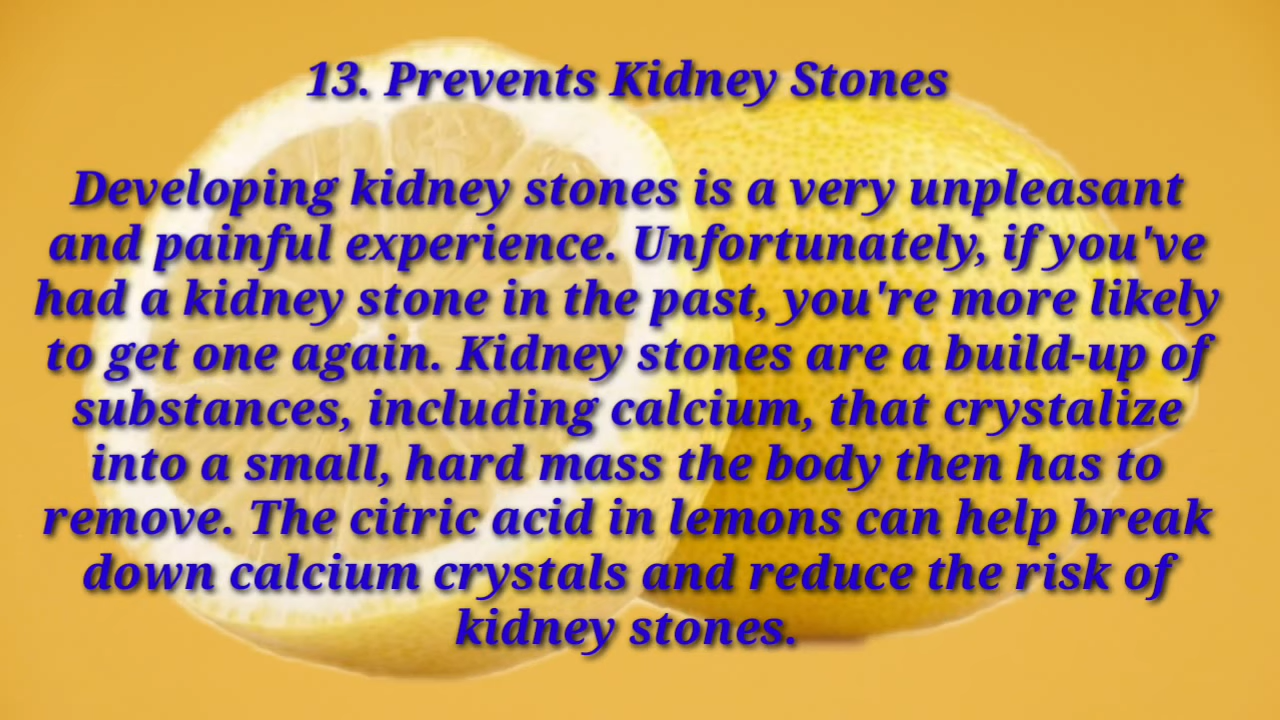 13. Prevents Kidney Stones
Developing kidney stones is a very unpleasant
and painful experience. Unfortunately, if you've
had a kidney stone in the past, you're more likely
to get one again. Kidney stones are a build-up of
substances, including calcium, that crystalize
into a small, hard mass the body then has to
remove. The citric acid in lemons can help break
down calcium crystals and reduce the risk of
kidney stones.